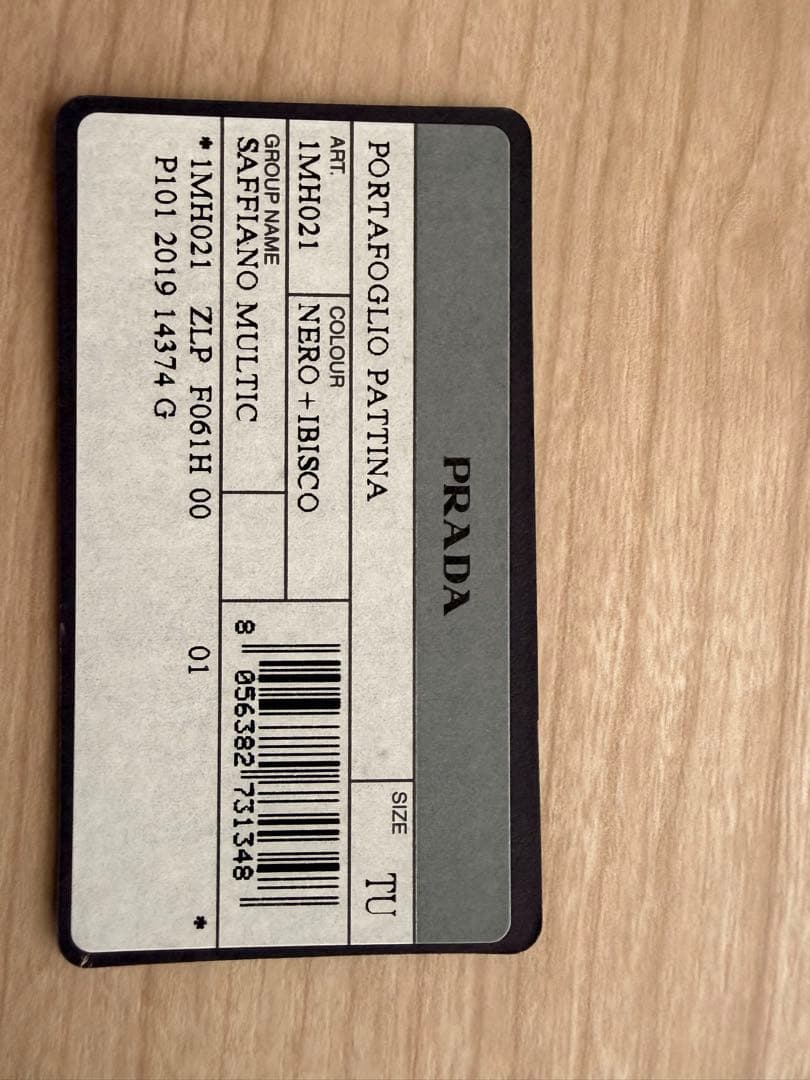 PRADA
PORTAFOGLIO PATTINA
SIZE
TU
ART.
1MH021
COLOUR
NERO + IBISCO
GROUP NAME
SAFFIANO MULTIC
8 056382 731348
*1MH021 ZLP F061H 00 01 *
P101 2019 14374 G